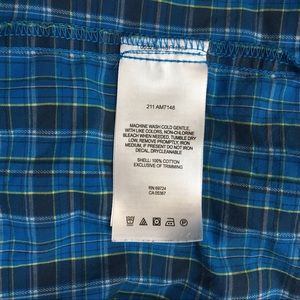 211 AM7148
MACHINE WASH COLD GENTLE,
WITH LIKE COLORS, NON-CHLORINE
BLEACH WHEN NEEDED, TUMBLE DRY
LOW, REMOVE PROMPTLY, IRON
MEDIUM, IF PRESENT DO NOT IRON
DECAL, DRYCLEANABLE
SHELL: 100% COTTON
EXCLUSIVE OF TRIMMING
RN 69724
CA 05367